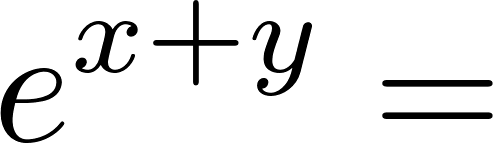 e^{x+y} =